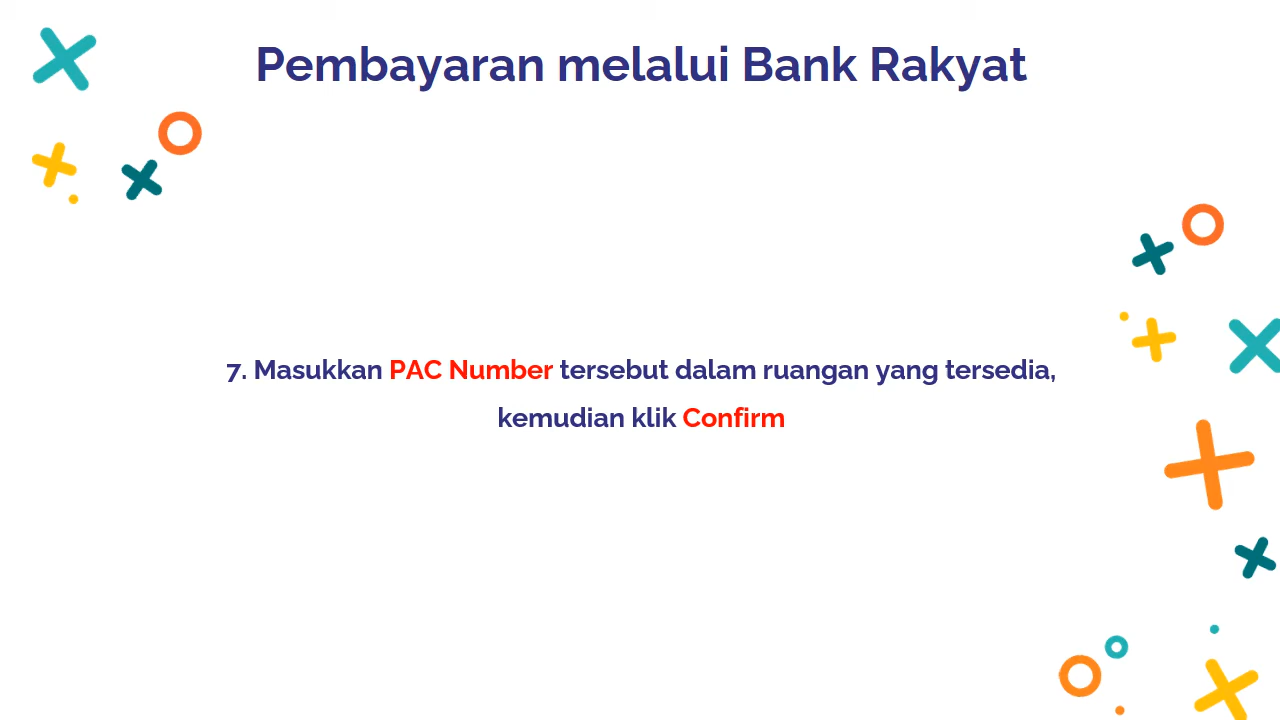 Pembayaran melalui Bank Rakyat
7. Masukkan PAC Number tersebut dalam ruangan yang tersedia,
kemudian klik Confirm